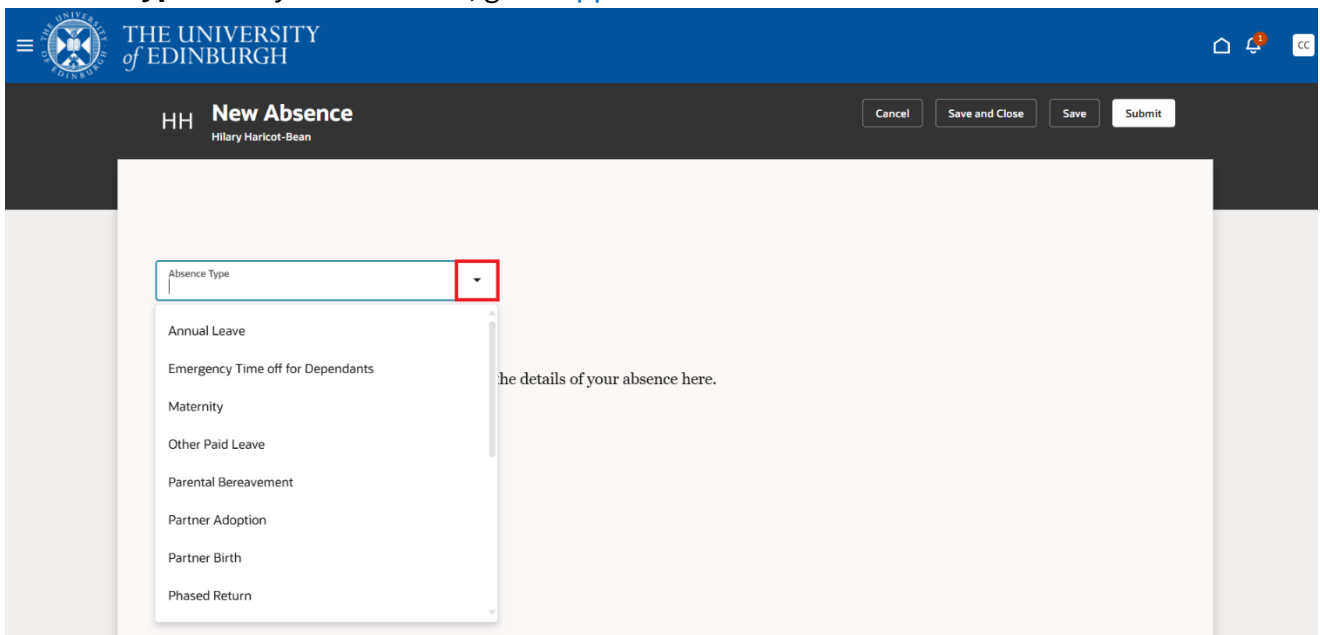 THE UNIVERSITY
of EDINBURGH
1
CC
HH
New Absence
Hilary Haricot-Bean
Cancel
Save and Close
Save
Submit
Absence Type
Annual Leave
Emergency Time off for Dependants
the details of your absence here.
Maternity
Other Paid Leave
Parental Bereavement
Partner Adoption
Partner Birth
Phased Return